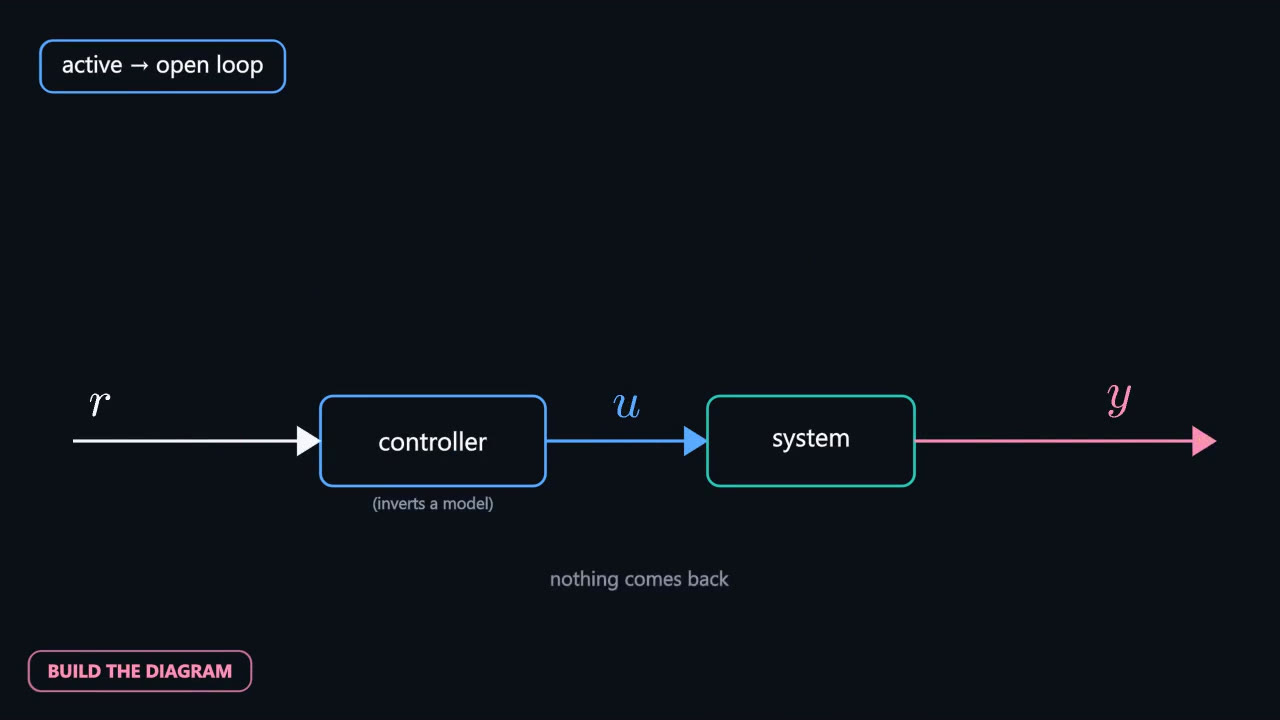 active → open loop
r
u
y
controller
system
(inverts a model)
nothing comes back
BUILD THE DIAGRAM